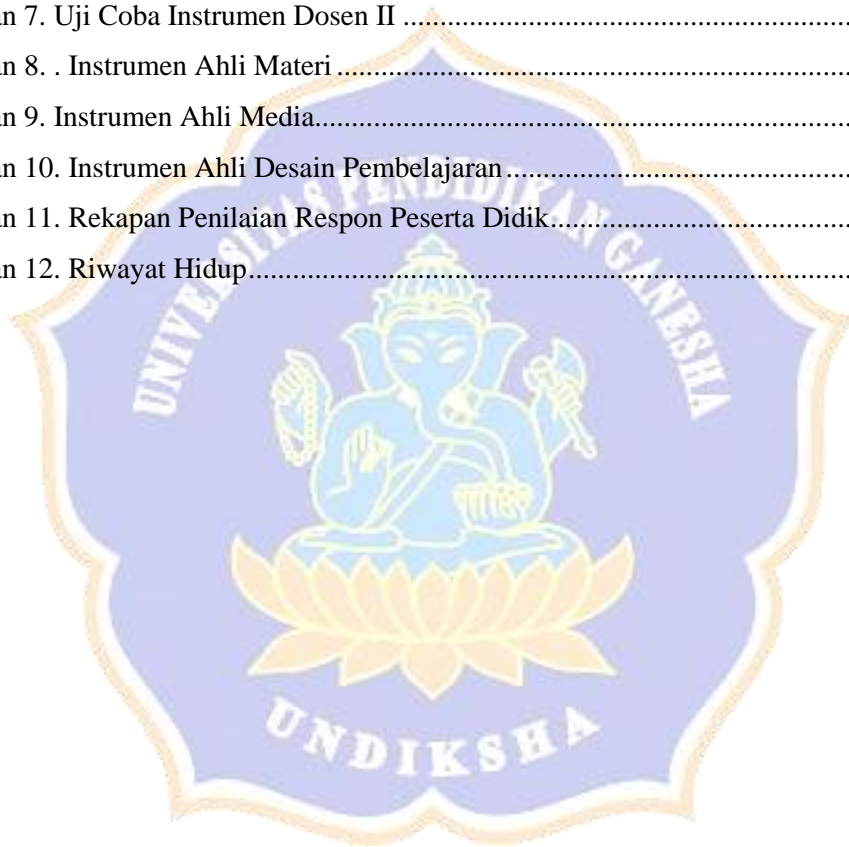 an 7. Uji Coba Instrumen Dosen II ....................................................................
an 8. . Instrumen Ahli Materi ..............................................................................
an 9. Instrumen Ahli Media.................................................................................
an 10. Instrumen Ahli Desain Pembelajaran ....................................................
an 11. Rekapan Penilaian Respon Peserta Didik..............................................
an 12. Riwayat Hidup.........................................................................................
UNIVERSITAS PENDIDIKAN GANESHA
UNDIKSHA